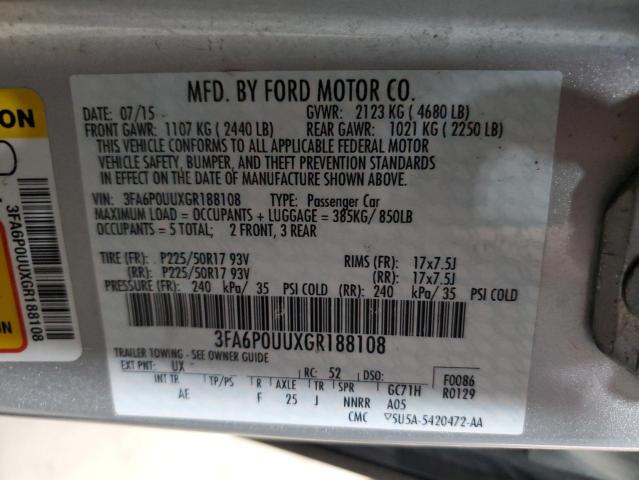 MFD. BY FORD MOTOR CO.
DATE: 07/15 GVWR: 2123 KG ( 4680 LB)
FRONT GAWR: 1107 KG ( 2440 LB) REAR GAWR: 1021 KG ( 2250 LB)
THIS VEHICLE CONFORMS TO ALL APPLICABLE FEDERAL MOTOR
VEHICLE SAFETY, BUMPER, AND THEFT PREVENTION STANDARDS
IN EFFECT ON THE DATE OF MANUFACTURE SHOWN ABOVE.
VIN: 3FA6P0UUXGR188108 TYPE: Passenger Car
MAXIMUM LOAD = OCCUPANTS + LUGGAGE = 385KG/ 850LB
OCCUPANTS = 5 TOTAL; 2 FRONT, 3 REAR
TIRE (FR): P225/50R17 93V RIMS (FR): 17x7.5J
(RR): P225/50R17 93V (RR): 17x7.5J
PRESSURE (FR): 240 kPa/ 35 PSI COLD (RR): 240 kPa/ 35 PSI COLD
3FA6P0UUXGR188108
TRAILER TOWING - SEE OWNER GUIDE
EXT PNT: UX RC: 52 DSO: F0086
INT TR TP/PS R AXLE TR SPR GC71H R0129
AE F 25 J NNRR A05
CMC ▽5U5A-5420472-AA
ION
3FA6P0UUXGR188108